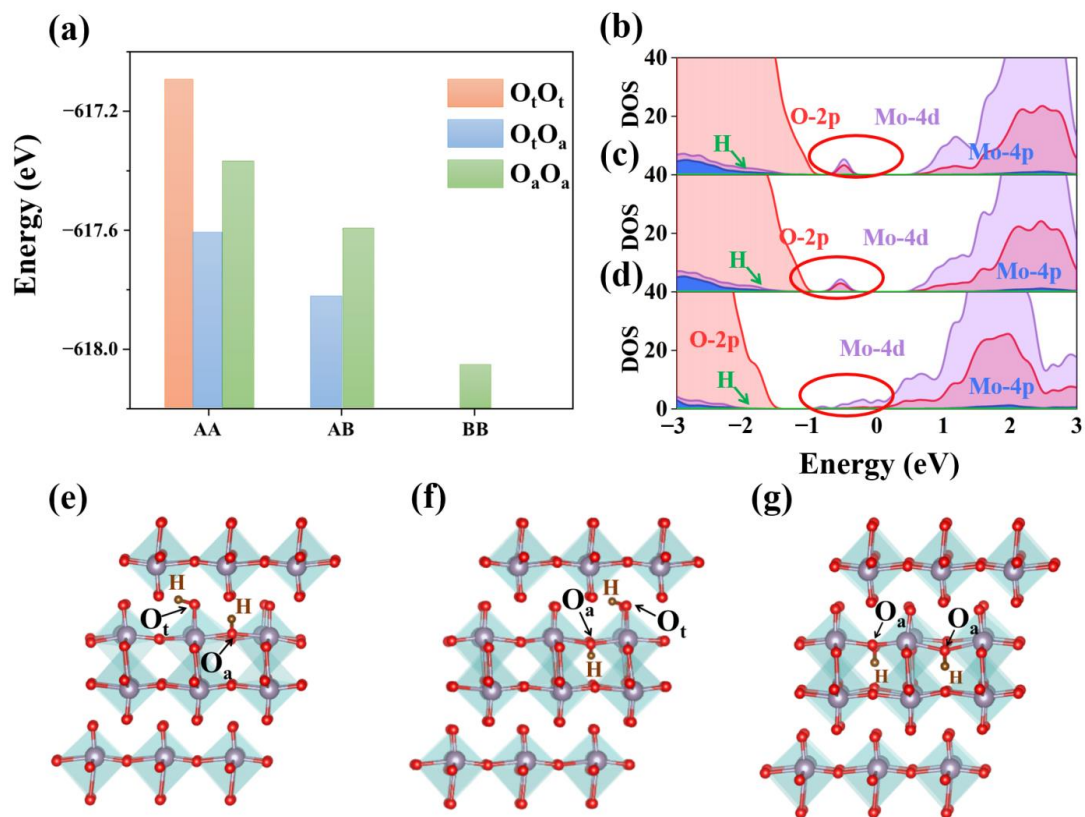 (a)
Energy (eV)
−617.2
−617.6
−618.0
OtOt
OtOa
OaOa
AA AB BB
(b)
DOS
40
20
O-2p
Mo-4d
H
Mo-4p
(c)
DOS
40
20
O-2p
Mo-4d
H
Mo-4p
(d)
DOS
40
20
0
O-2p
Mo-4d
H
Mo-4p
−3 −2 −1 0 1 2 3
Energy (eV)
(e)
H
H
Ot
Oa
(f)
H
Oa
Ot
H
(g)
Oa
Oa
H
H